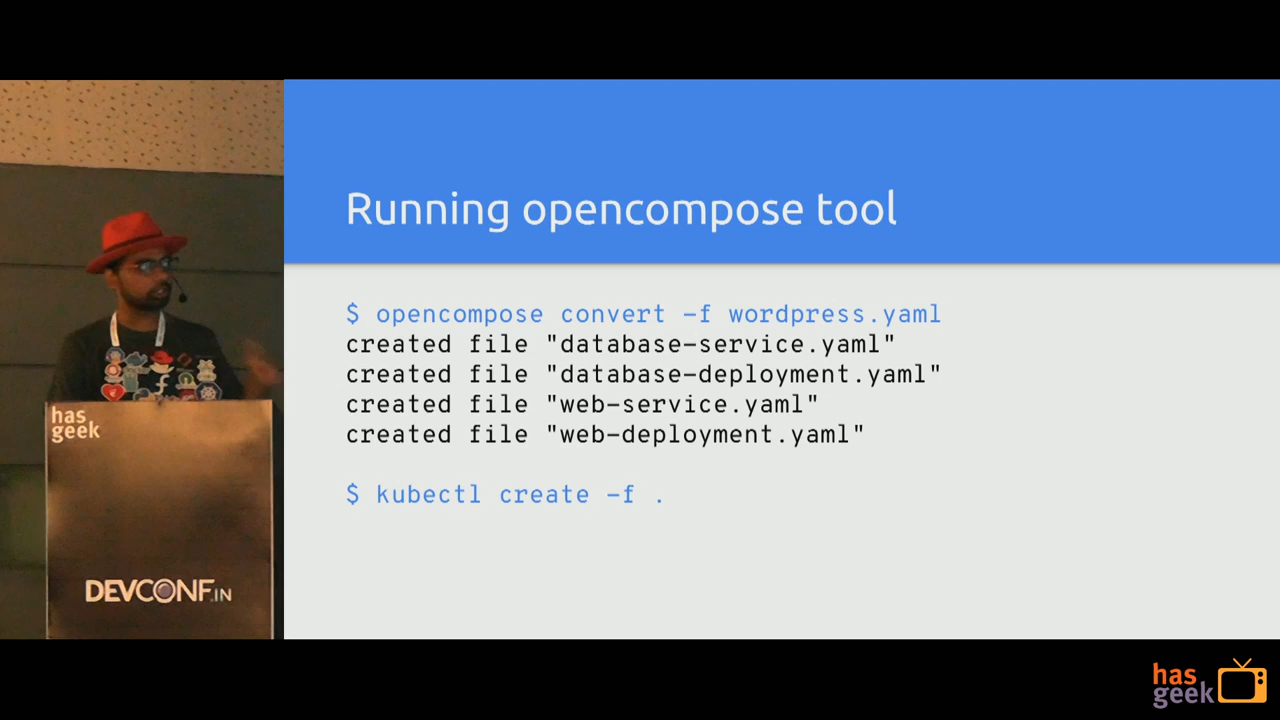 Running opencompose tool
$ opencompose convert -f wordpress.yaml
created file "database-service.yaml"
created file "database-deployment.yaml"
created file "web-service.yaml"
created file "web-deployment.yaml"
$ kubectl create -f .
has
geek
DEVCONF.IN
has
geek